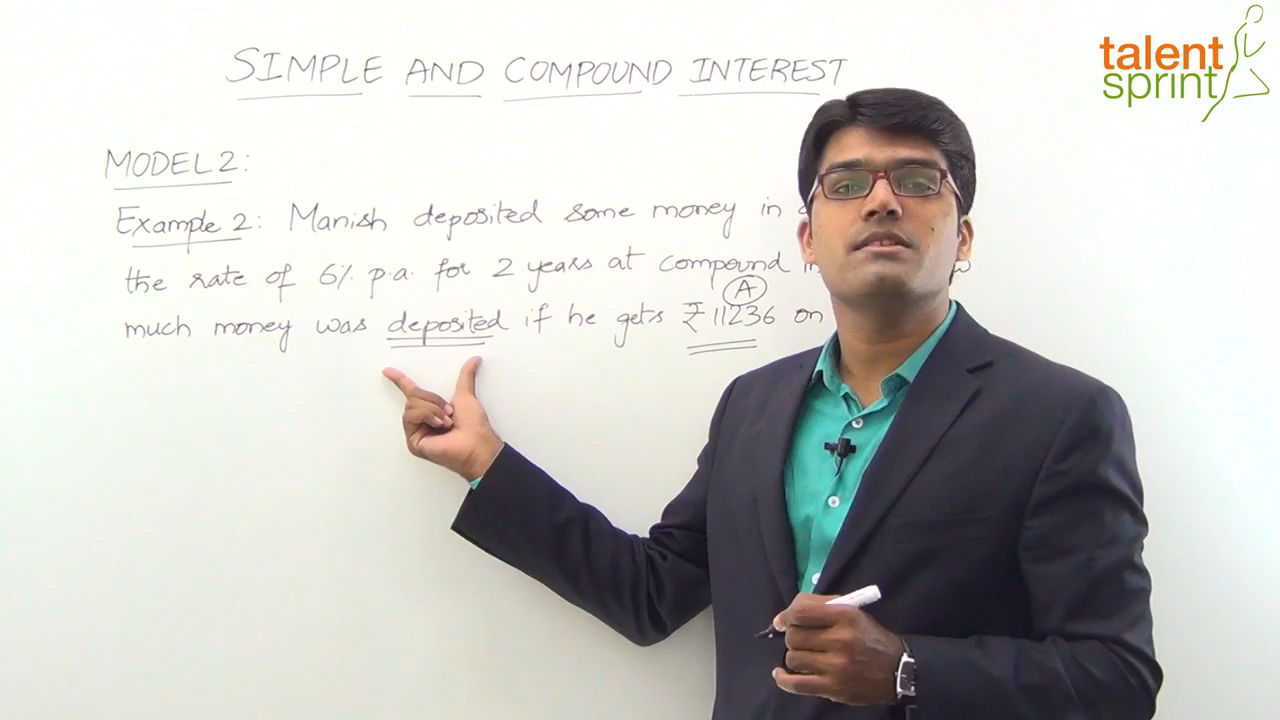 SIMPLE AND COMPOUND INTEREST
talent
sprint
MODEL 2:
Example 2: Manish deposited some money in
the rate of 6% p.a. for 2 years at compound
A
much money was deposited if he gets ₹ 11236 on